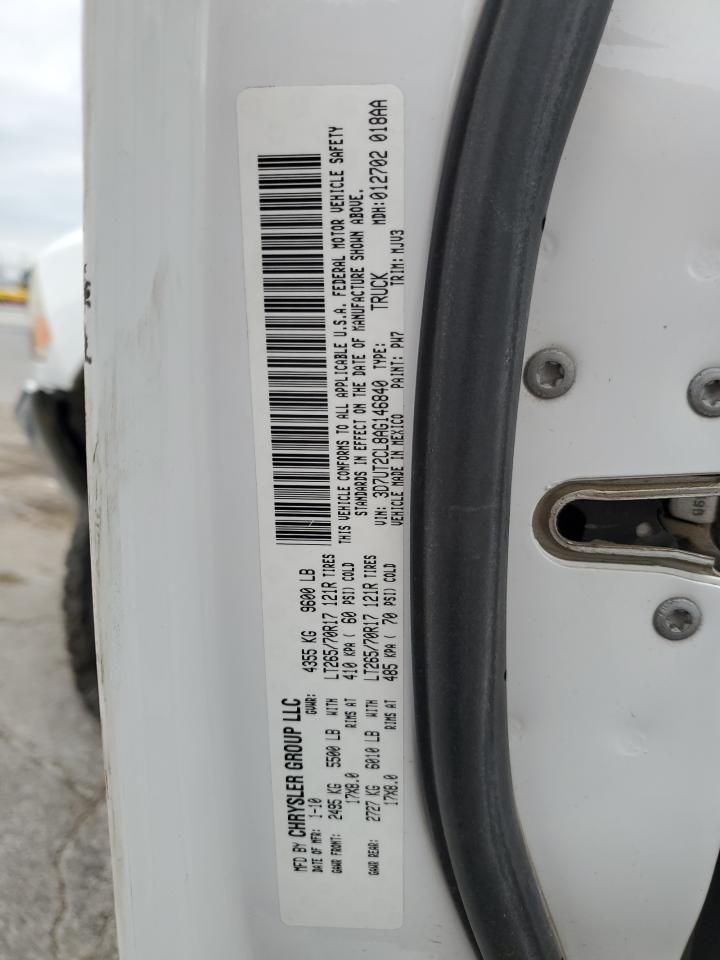 MFD BY CHRYSLER GROUP LLC
DATE OF MFR: 1-10 GVWR: 4355 KG 9600 LB
GAWR FRONT: 2495 KG 5500 LB WITH LT265/70R17 121R TIRES
17X8.0 RIMS AT 410 KPA ( 60 PSI) COLD
GAWR REAR: 2727 KG 6010 LB WITH LT265/70R17 121R TIRES
17X8.0 RIMS AT 485 KPA ( 70 PSI) COLD
THIS VEHICLE CONFORMS TO ALL APPLICABLE U.S.A. FEDERAL MOTOR VEHICLE SAFETY
STANDARDS IN EFFECT ON THE DATE OF MANUFACTURE SHOWN ABOVE.
VIN: 3D7UT2CL8AG146840 TYPE: TRUCK MDH:012702 018AA
VEHICLE MADE IN MEXICO PAINT: PW7 TRIM: MJV3